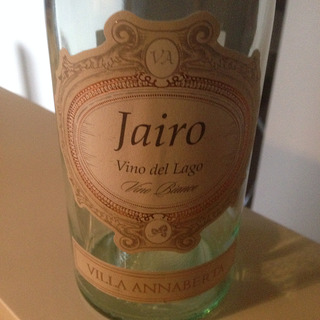 VA
Jairo
Vino del Lago
Vino Bianco
VILLA ANNABERTA